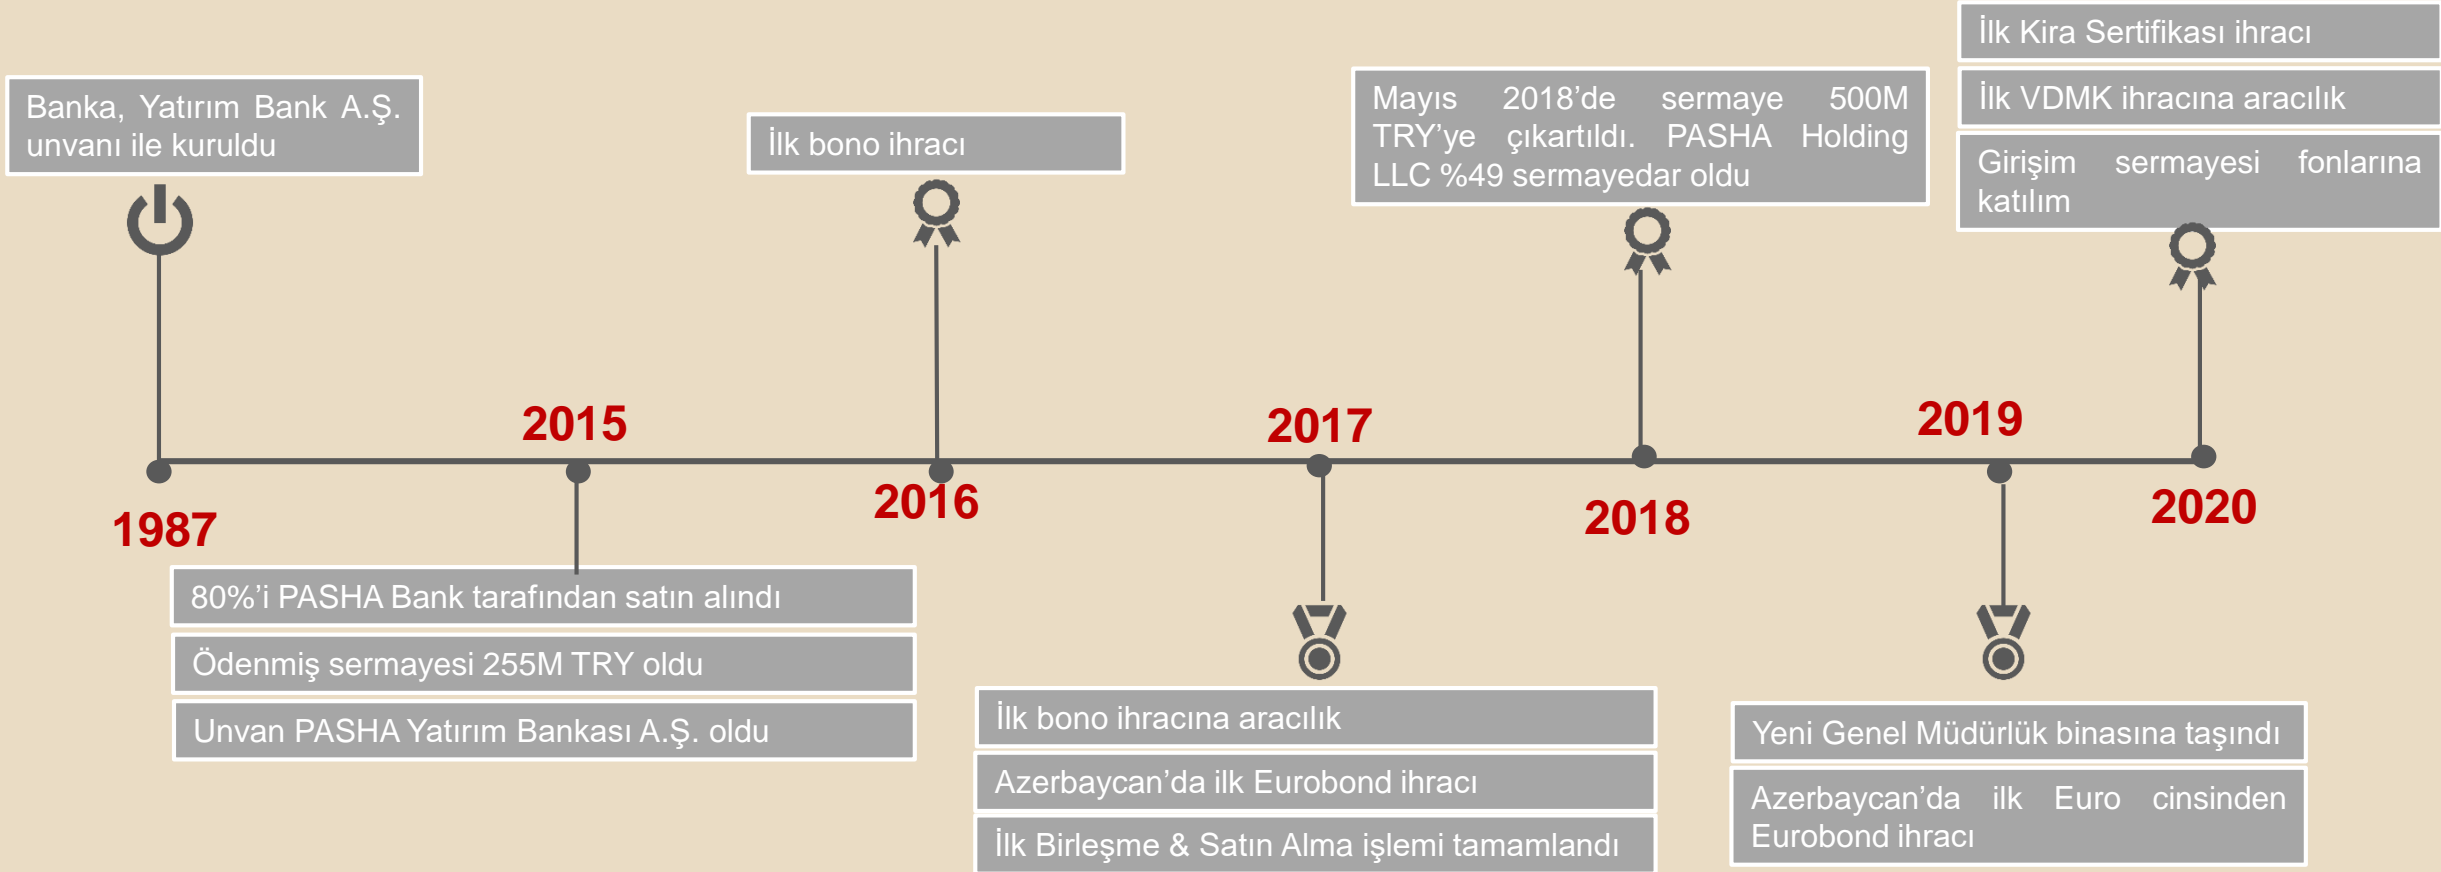 Banka, Yatırım Bank A.Ş.
unvanı ile kuruldu
1987
2015
80%'i PASHA Bank tarafından satın alındı
Ödenmiş sermayesi 255M TRY oldu
Unvan PASHA Yatırım Bankası A.Ş. oldu
İlk bono ihracı
2016
2017
İlk bono ihracına aracılık
Azerbaycan’da ilk Eurobond ihracı
İlk Birleşme & Satın Alma işlemi tamamlandı
Mayıs 2018’de sermaye 500M
TRY’ye çıkartıldı. PASHA Holding
LLC %49 sermayedar oldu
2018
2019
Yeni Genel Müdürlük binasına taşındı
Azerbaycan’da ilk Euro cinsinden
Eurobond ihracı
İlk Kira Sertifikası ihracı
İlk VDMK ihracına aracılık
Girişim sermayesi fonlarına
katılım
2020